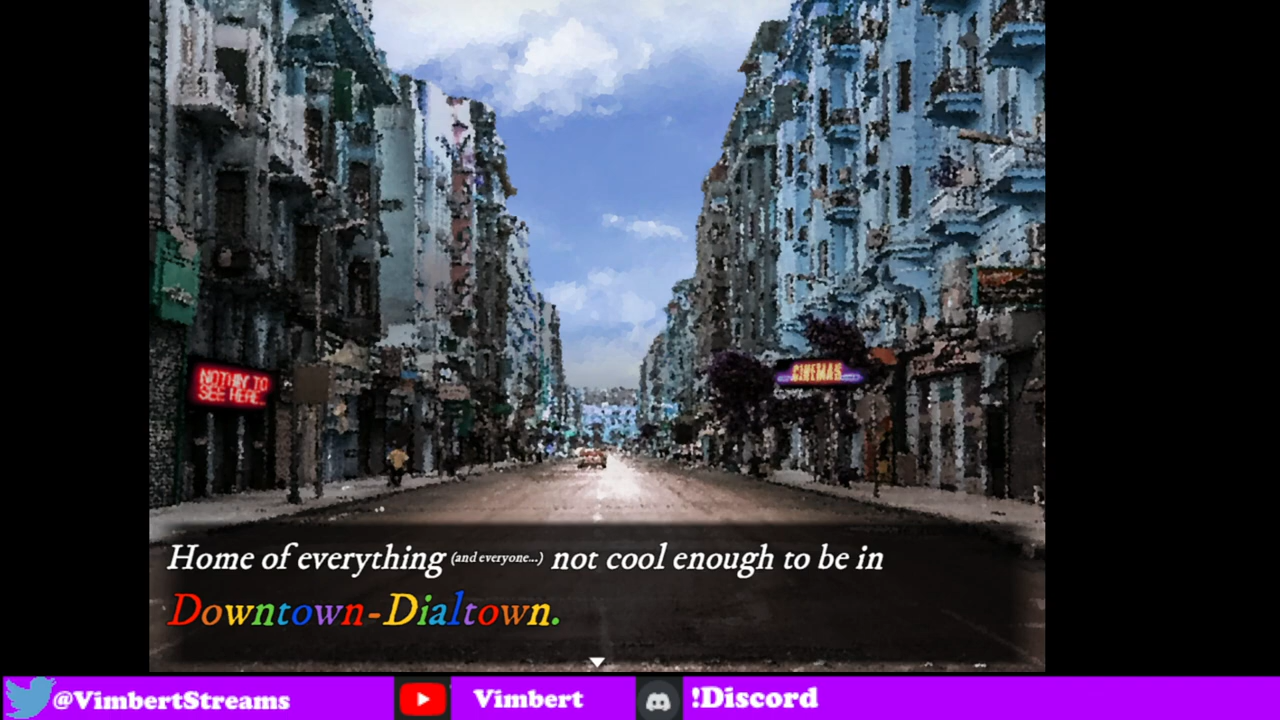 NOTHIN TO
SEE HERE
CINEMAS
Home of everything (and everyone...) not cool enough to be in
Downtown-Dialtown.
@VimbertStreams
Vimbert
!Discord